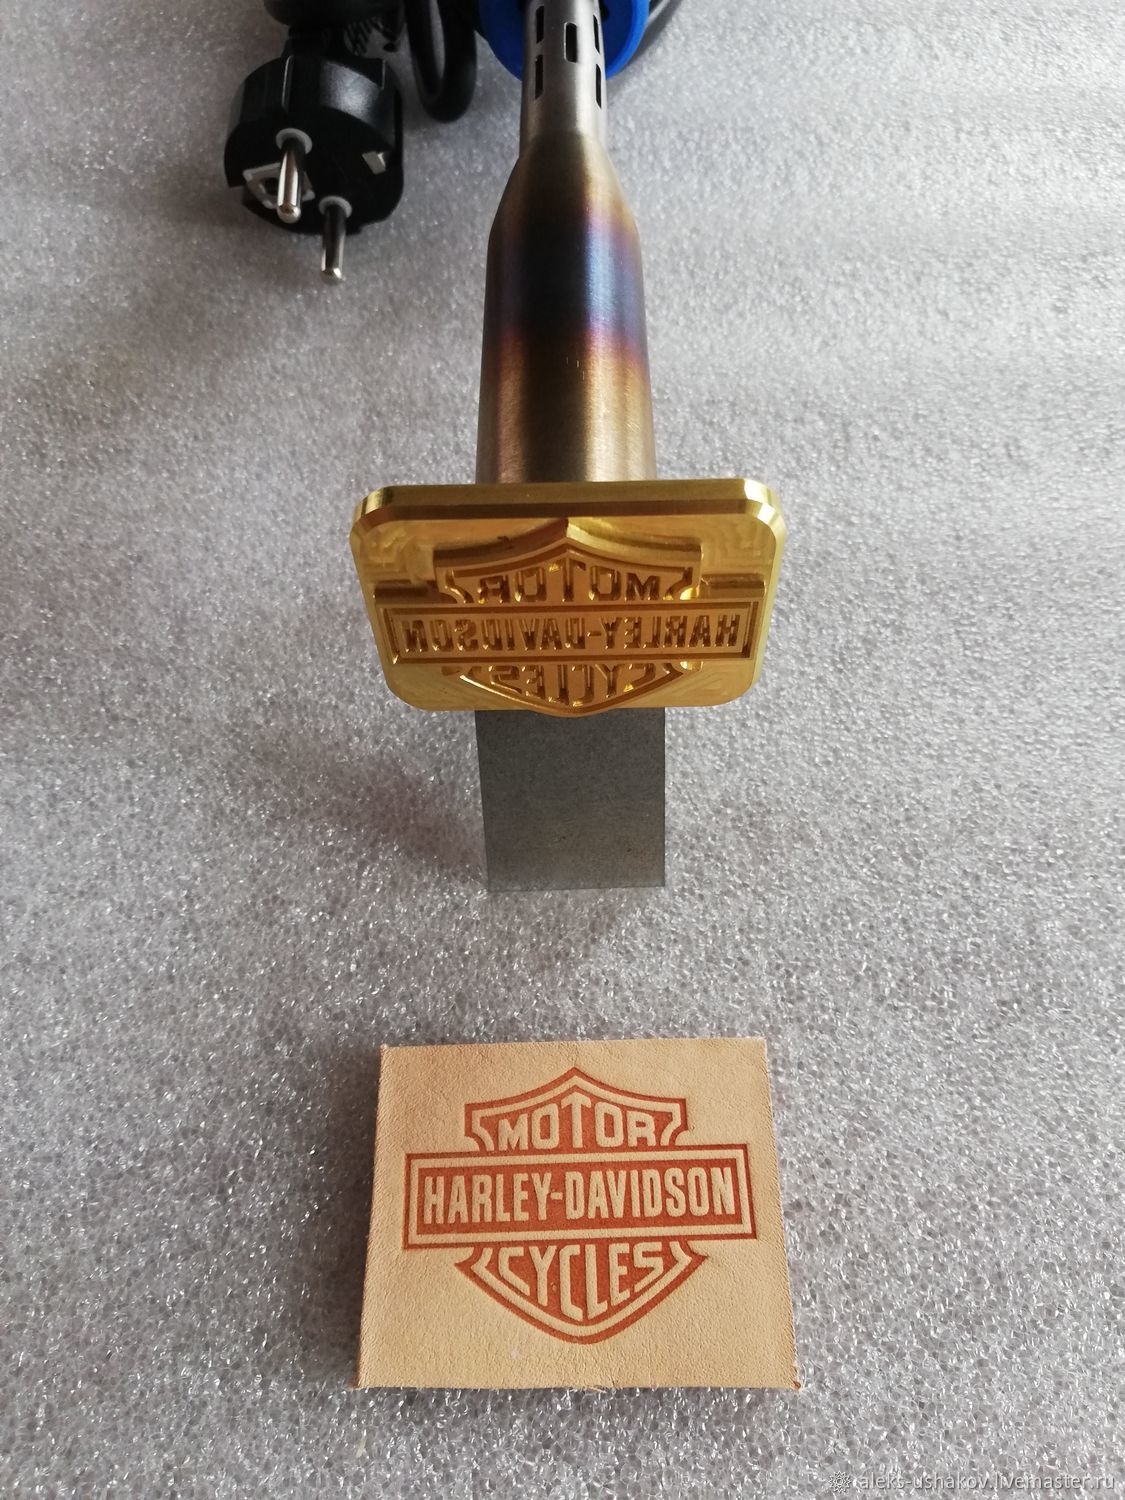 MOTOR
HARLEY-DAVIDSON
CYCLES
MOTOR
HARLEY-DAVIDSON
CYCLES
aleks-ushakov.livemaster.ru